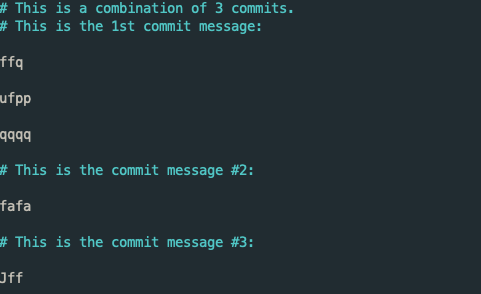 # This is a combination of 3 commits.
# This is the 1st commit message:
ffq
ufpp
qqqq
# This is the commit message #2:
fafa
# This is the commit message #3:
Jff